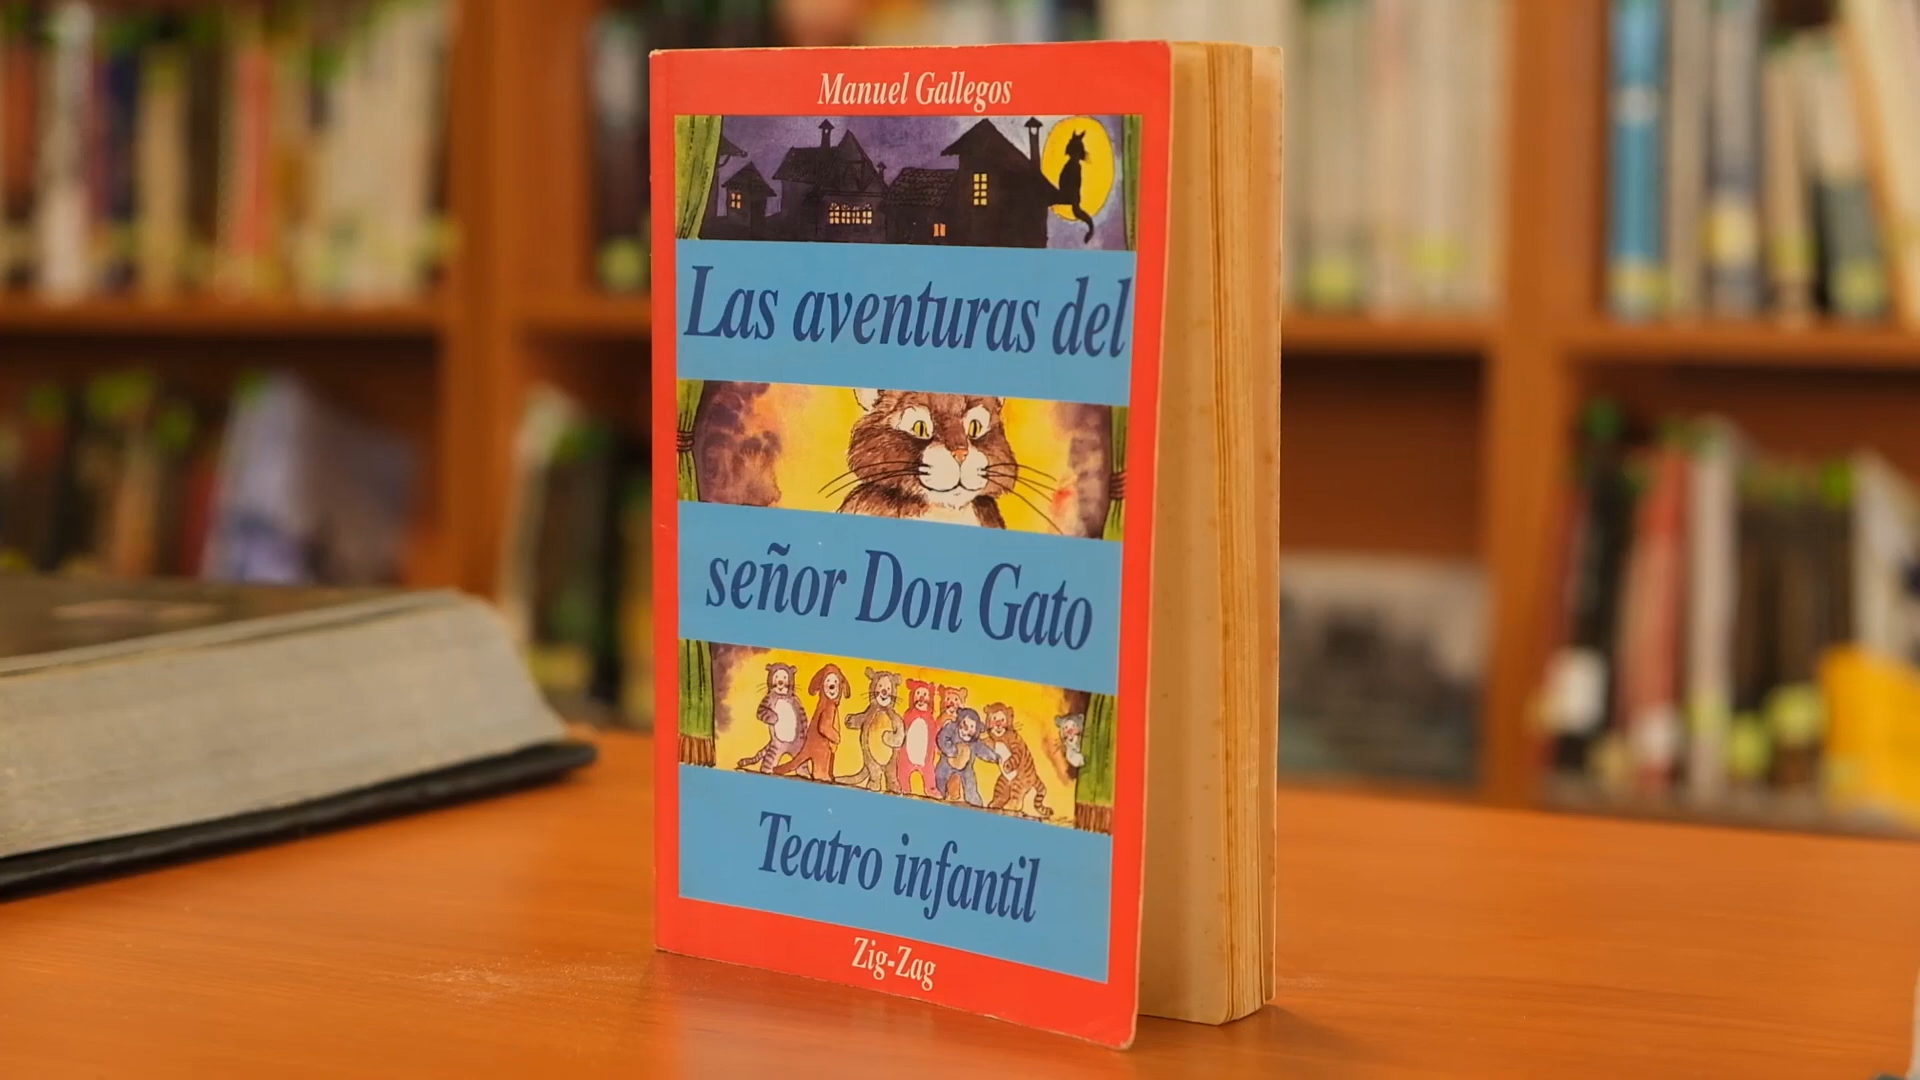 Manuel Gallegos
Las aventuras del
señor Don Gato
Teatro infantil
Zig-Zag